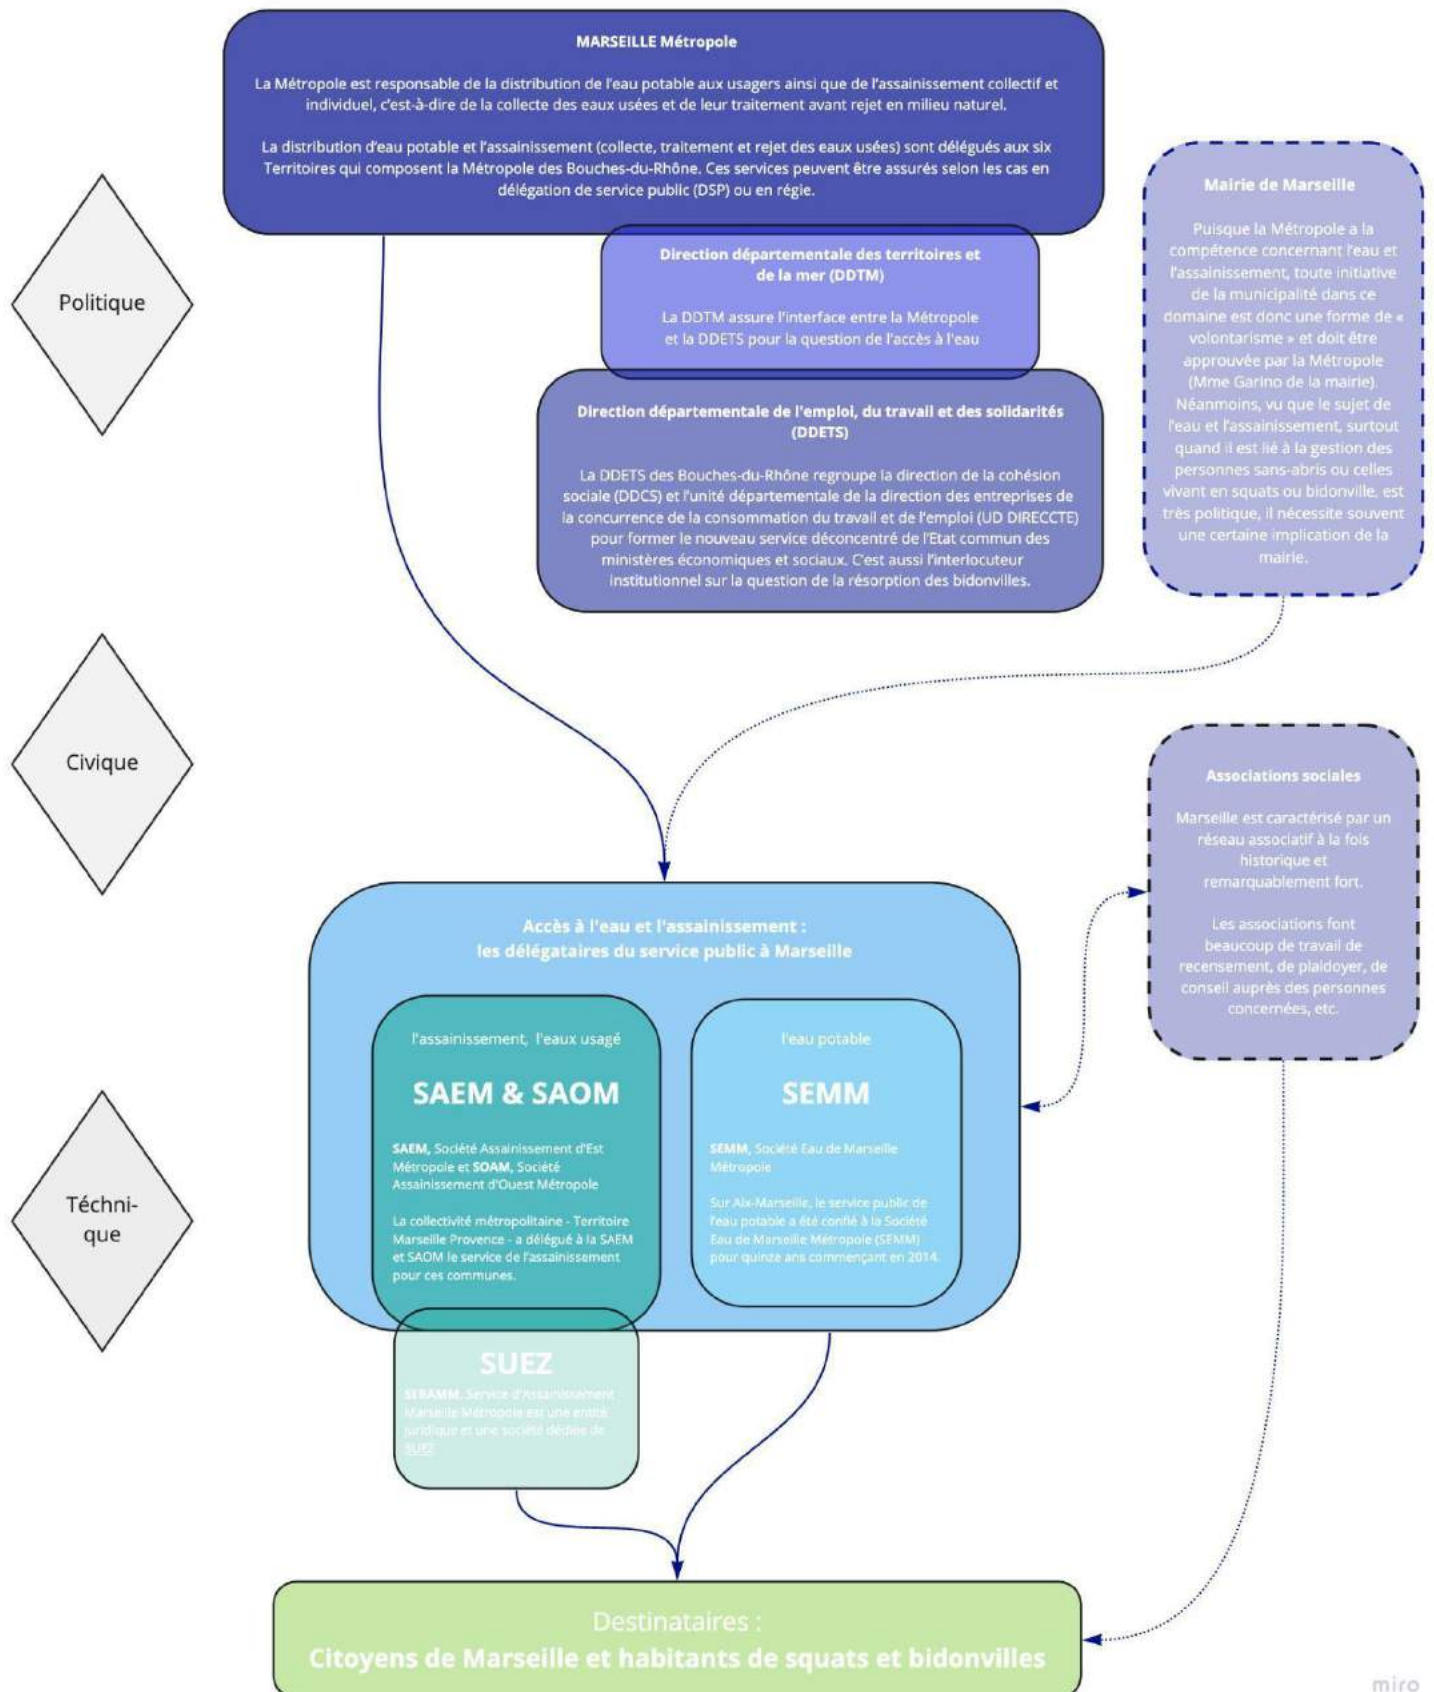 MARSEILLE Métropole
La Métropole est responsable de la distribution de l'eau potable aux usagers ainsi que de l'assainissement collectif et
individuel, c'est-à-dire de la collecte des eaux usées et de leur traitement avant rejet en milieu naturel.
La distribution d'eau potable et l'assainissement (collecte, traitement et rejet des eaux usées) sont délégués aux six
Territoires qui composent la Métropole des Bouches-du-Rhône. Ces services peuvent être assurés selon les cas en
délégation de service public (DSP) ou en régie.
Politique
Direction départementale des territoires et
de la mer (DDTM)
La DDTM assure l'interface entre la Métropole
et la DDETS pour la question de l'accès à l'eau
Direction départementale de l'emploi, du travail et des solidarités
(DDETS)
La DDETS des Bouches-du-Rhône regroupe la direction de la cohésion
sociale (DDCS) et l'unité départementale de la direction des entreprises de
la concurrence de la consommation du travail et de l'emploi (UD DIRECCTE)
pour former le nouveau service déconcentré de l'Etat commun des
ministères économiques et sociaux. C'est aussi l'interlocuteur
institutionnel sur la question de la résorption des bidonvilles.
Mairie de Marseille
Puisque la Métropole a la
compétence concernant l'eau et
l'assainissement, toute initiative
de la municipalité dans ce
domaine est donc une forme de «
volontarisme » et doit être
approuvée par la Métropole
(Mme Garino de la mairie).
Néanmoins, vu que le sujet de
l'eau et l'assainissement, surtout
quand il est lié à la gestion des
personnes sans-abris ou celles
vivant en squats ou bidonville, est
très politique, il nécessite souvent
une certaine implication de la
mairie.
Civique
Associations sociales
Marseille est caractérisé par un
réseau associatif à la fois
historique et
remarquablement fort.
Les associations font
beaucoup de travail de
recensement, de plaidoyer, de
conseil auprès des personnes
concernées, etc.
Accès à l'eau et l'assainissement :
les délégataires du service public à Marseille
l'assainissement, l'eaux usagé
SAEM & SAOM
SAEM, Société Assainissement d'Est
Métropole et SOAM, Société
Assainissement d'Ouest Métropole
La collectivité métropolitaine - Territoire
Marseille Provence - a délégué à la SAEM
et SAOM le service de l'assainissement
pour ces communes.
l'eau potable
SEMM
SEMM, Société Eau de Marseille
Métropole
Sur Aix-Marseille, le service public de
l'eau potable a été confié à la Société
Eau de Marseille Métropole (SEMM)
pour quinze ans commençant en 2014.
Téchni-
que
SUEZ
SERAMM, Service d'Assainissement
Marseille Métropole est une entité
juridique et une société dédiée de
SUEZ
Destinataires :
Citoyens de Marseille et habitants de squats et bidonvilles
miro